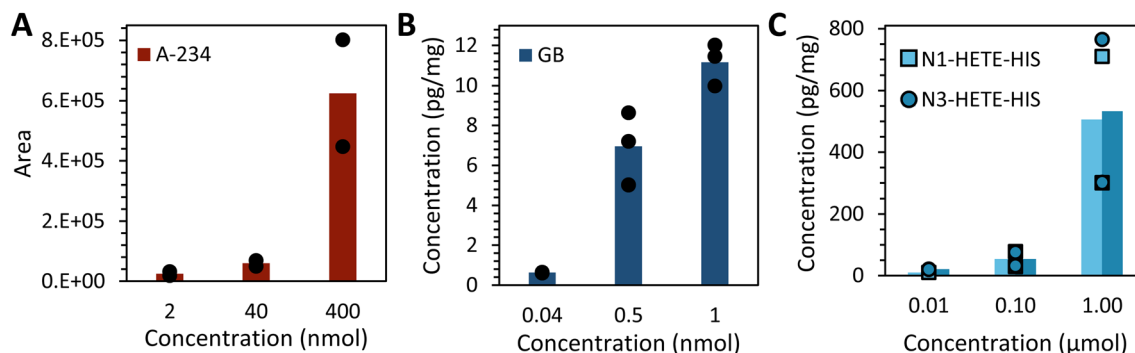 A
Area
8.E+05
6.E+05
4.E+05
2.E+05
0.E+00
A-234
2 40 400
Concentration (nmol)
B
Concentration (pg/mg)
12
10
8
6
4
2
0
GB
0.04 0.5 1
Concentration (nmol)
C
Concentration (pg/mg)
800
600
400
200
0
N1-HETE-HIS
N3-HETE-HIS
0.01 0.10 1.00
Concentration (μmol)